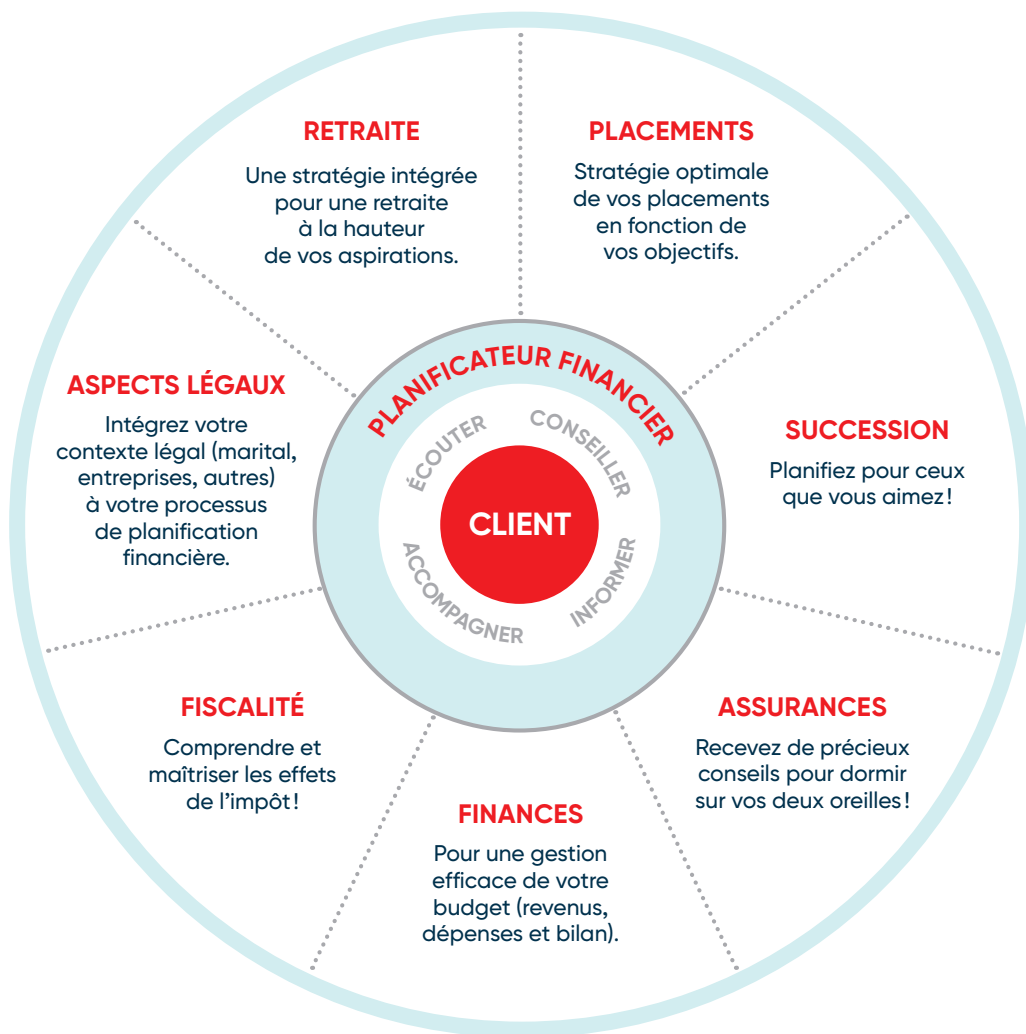 RETRAITE
Une stratégie intégrée
pour une retraite
à la hauteur
de vos aspirations.
PLACEMENTS
Stratégie optimale
de vos placements
en fonction de
vos objectifs.
ASPECTS LÉGAUX
Intégrez votre
contexte légal (marital,
entreprises, autres)
à votre processus
de planification
financière.
PLANIFICATEUR FINANCIER
ÉCOUTER
CONSEILLER
CLIENT
ACCOMPAGNER
INFORMER
SUCCESSION
Planifiez pour ceux
que vous aimez !
FISCALITÉ
Comprendre et
maîtriser les effets
de l’impôt !
FINANCES
Pour une gestion
efficace de votre
budget (revenus,
dépenses et bilan).
ASSURANCES
Recevez de précieux
conseils pour dormir
sur vos deux oreilles !